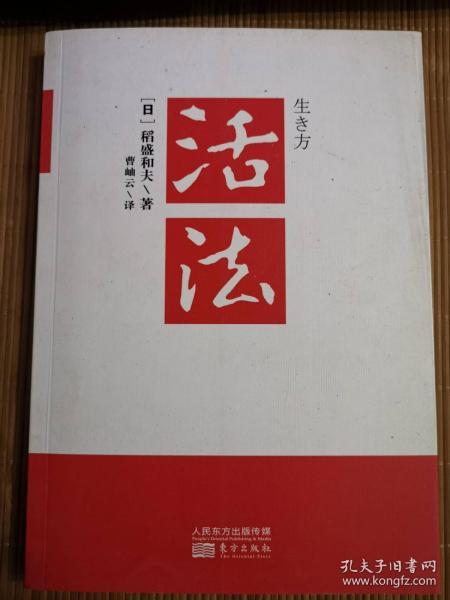 生き方
活法
[日]稻盛和夫\著
曹岫云\译
人民东方出版传媒
People's Oriental Publishing & Media
东方出版社
The Oriental Press
孔夫子旧书网
www.kongfz.com